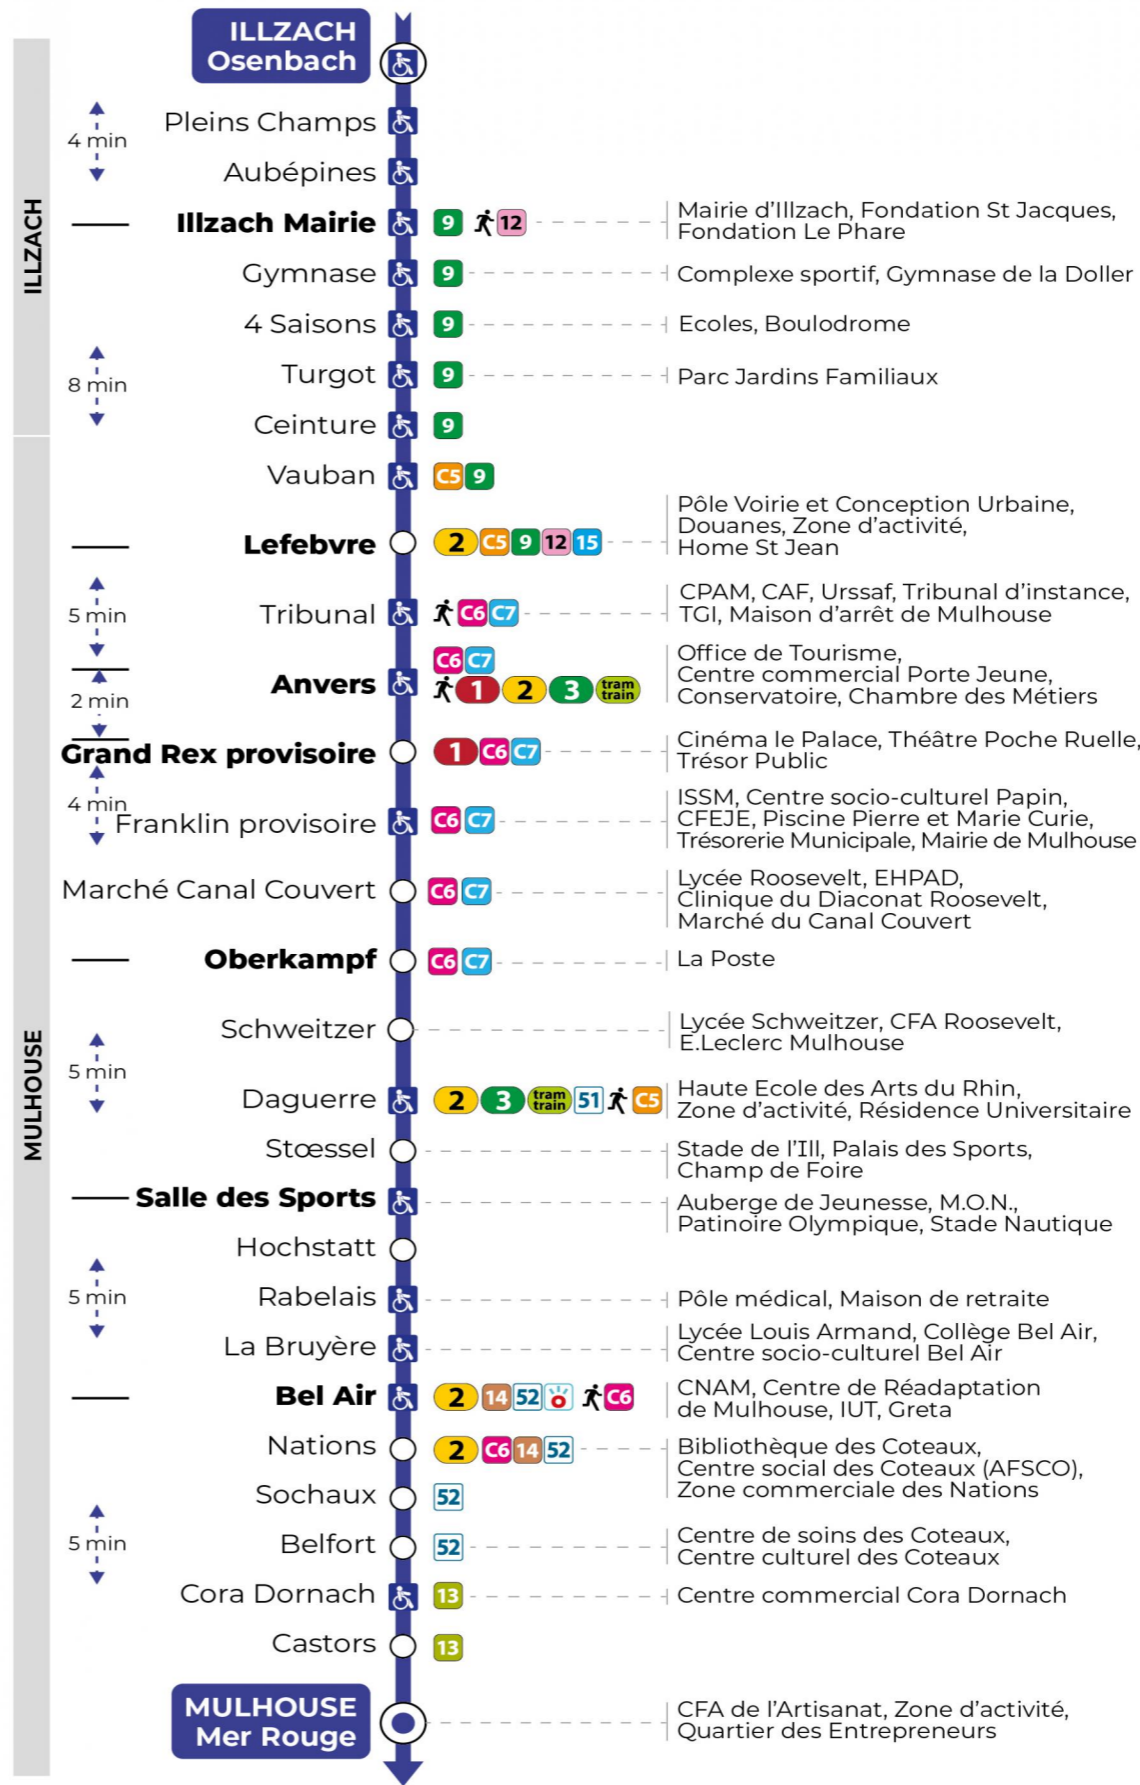 ILLZACH
Osenbach
ILLZACH
4 min
Pleins Champs
Aubépines
Illzach Mairie 9 12
Mairie d'Illzach, Fondation St Jacques,
Fondation Le Phare
Gymnase 9 Complexe sportif, Gymnase de la Doller
4 Saisons 9 Ecoles, Boulodrome
8 min
Turgot 9 Parc Jardins Familiaux
Ceinture 9
MULHOUSE
Vauban C5 9
Lefebvre 2 C5 9 12 15
Pôle Voirie et Conception Urbaine,
Douanes, Zone d'activité,
Home St Jean
5 min
Tribunal C6 C7
CPAM, CAF, Urssaf, Tribunal d'instance,
TGI, Maison d'arrêt de Mulhouse
C6 C7
Anvers 1 2 3 tram train
Office de Tourisme,
Centre commercial Porte Jeune,
Conservatoire, Chambre des Métiers
2 min
Grand Rex provisoire 1 C6 C7
Cinéma le Palace, Théâtre Poche Ruelle,
Trésor Public
4 min
Franklin provisoire C6 C7
ISSM, Centre socio-culturel Papin,
CFEJE, Piscine Pierre et Marie Curie,
Trésorerie Municipale, Mairie de Mulhouse
Marché Canal Couvert C6 C7
Lycée Roosevelt, EHPAD,
Clinique du Diaconat Roosevelt,
Marché du Canal Couvert
Oberkampf C6 C7 La Poste
Schweitzer
Lycée Schweitzer, CFA Roosevelt,
E.Leclerc Mulhouse
5 min
Daguerre 2 3 tram train 51 C5
Haute Ecole des Arts du Rhin,
Zone d'activité, Résidence Universitaire
Stœssel
Stade de l'Ill, Palais des Sports,
Champ de Foire
Salle des Sports
Auberge de Jeunesse, M.O.N.,
Patinoire Olympique, Stade Nautique
Hochstatt
5 min
Rabelais Pôle médical, Maison de retraite
La Bruyère
Lycée Louis Armand, Collège Bel Air,
Centre socio-culturel Bel Air
Bel Air 2 14 52 C6
CNAM, Centre de Réadaptation
de Mulhouse, IUT, Greta
Nations 2 C6 14 52
Bibliothèque des Coteaux,
Centre social des Coteaux (AFSCO),
Zone commerciale des Nations
Sochaux 52
5 min
Belfort 52
Centre de soins des Coteaux,
Centre culturel des Coteaux
Cora Dornach 13 Centre commercial Cora Dornach
Castors 13
MULHOUSE
Mer Rouge
CFA de l'Artisanat, Zone d'activité,
Quartier des Entrepreneurs